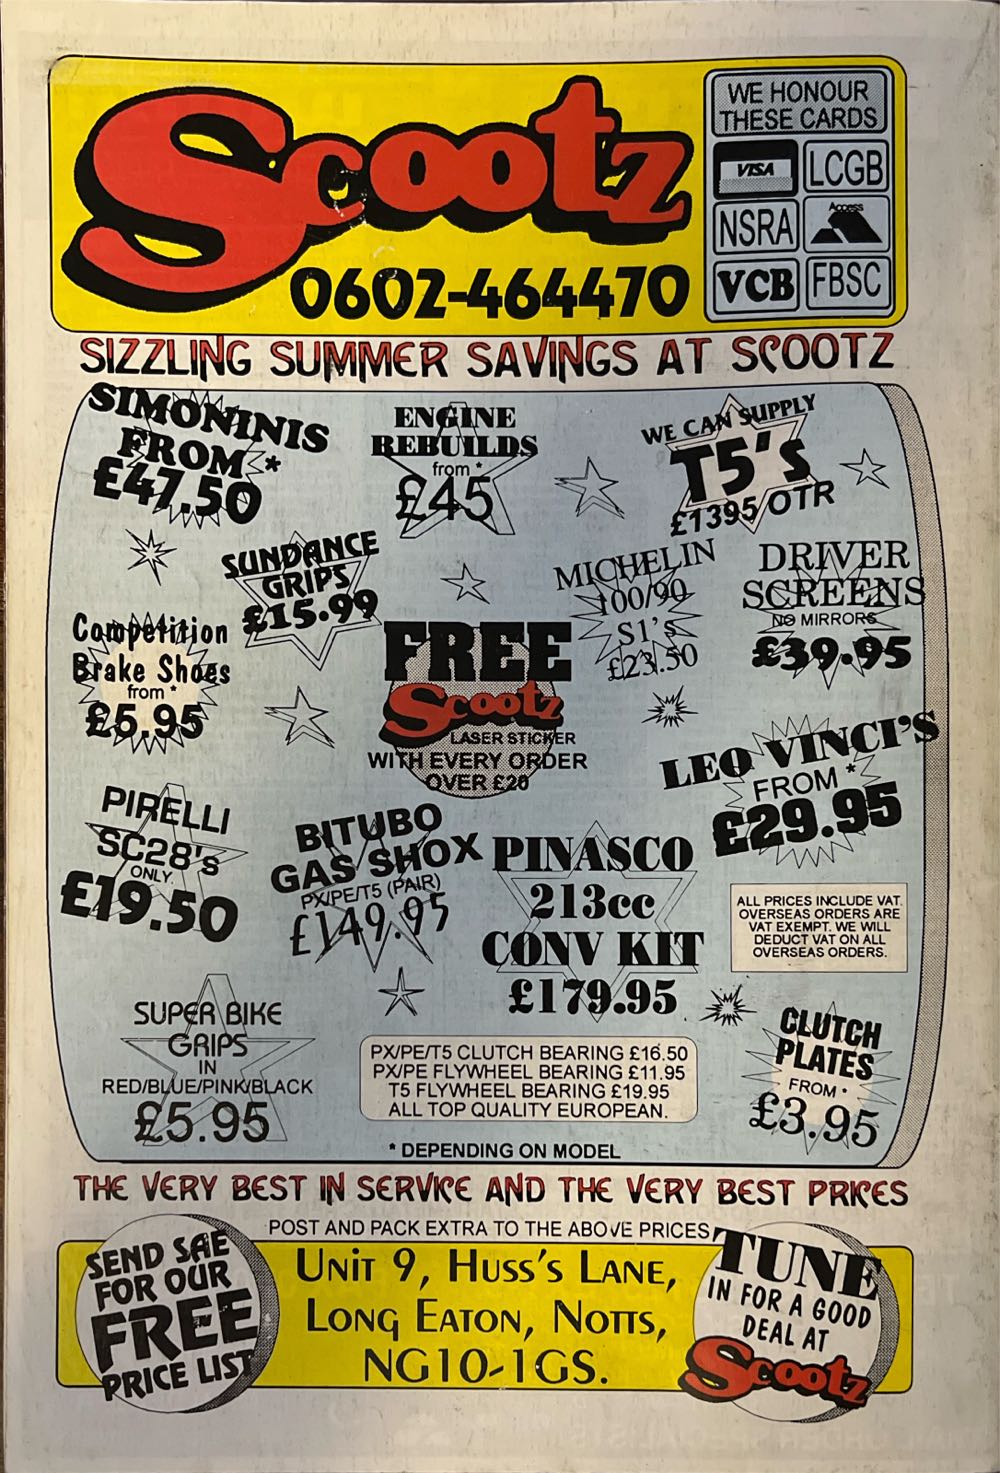 Scootz
0602-464470
WE HONOUR
THESE CARDS
VISA
LCGB
NSRA
Access
VCB
FBSC
SIZZLING SUMMER SAVINGS AT SCOOTZ
SIMONINIS
FROM *
£47.50
ENGINE
REBUILDS
from *
£45
WE CAN SUPPLY
T5's
£1395 OTR
SUNDANCE
GRIPS
£15.99
MICHELIN
100/90
S1's
£23.50
DRIVER
SCREENS
NO MIRRORS
£39.95
Competition
Brake Shoes
from *
£5.95
FREE
Scootz
LASER STICKER
WITH EVERY ORDER
OVER £20
LEO VINCI'S
FROM *
£29.95
PIRELLI
SC28's
ONLY
£19.50
BITUBO
GAS SHOX
PX/PE/T5 (PAIR)
£149.95
PINASCO
213cc
CONV KIT
£179.95
ALL PRICES INCLUDE VAT.
OVERSEAS ORDERS ARE
VAT EXEMPT. WE WILL
DEDUCT VAT ON ALL
OVERSEAS ORDERS.
SUPER BIKE
GRIPS
IN
RED/BLUE/PINK/BLACK
£5.95
PX/PE/T5 CLUTCH BEARING £16.50
PX/PE FLYWHEEL BEARING £11.95
T5 FLYWHEEL BEARING £19.95
ALL TOP QUALITY EUROPEAN.
CLUTCH
PLATES
FROM *
£3.95
* DEPENDING ON MODEL
THE VERY BEST IN SERVICE AND THE VERY BEST PRICES
POST AND PACK EXTRA TO THE ABOVE PRICES
SEND SAE
FOR OUR
FREE
PRICE LIST
Unit 9, Huss's Lane,
Long Eaton, Notts,
NG10-1GS.
TUNE
IN FOR A GOOD
DEAL AT
Scootz